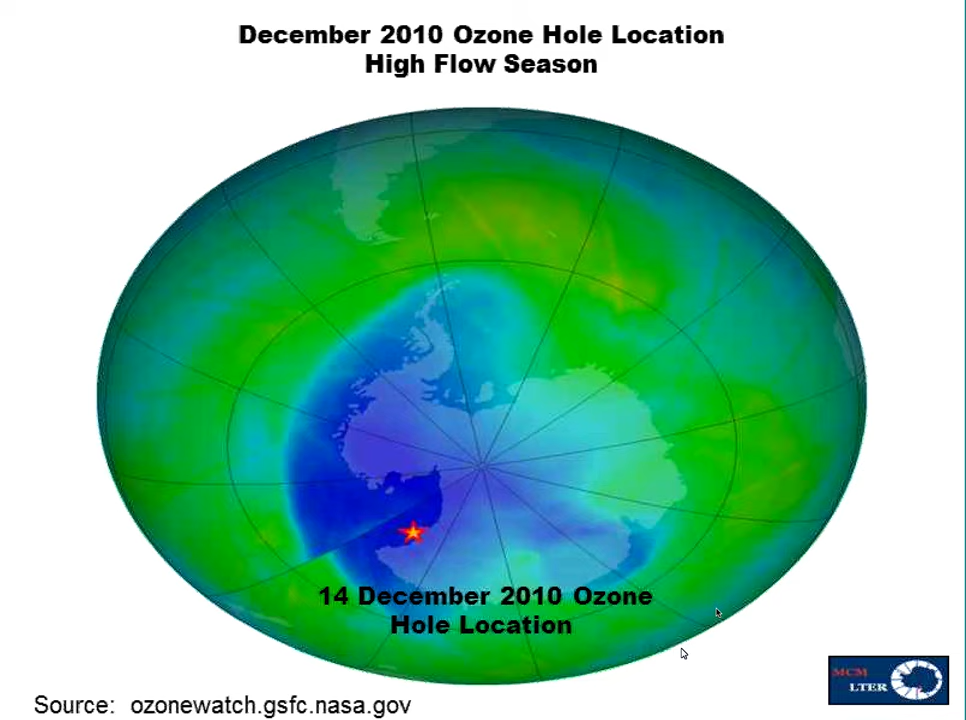 December 2010 Ozone Hole Location
High Flow Season
14 December 2010 Ozone
Hole Location
MCM
LTER
Source: ozonewatch.gsfc.nasa.gov